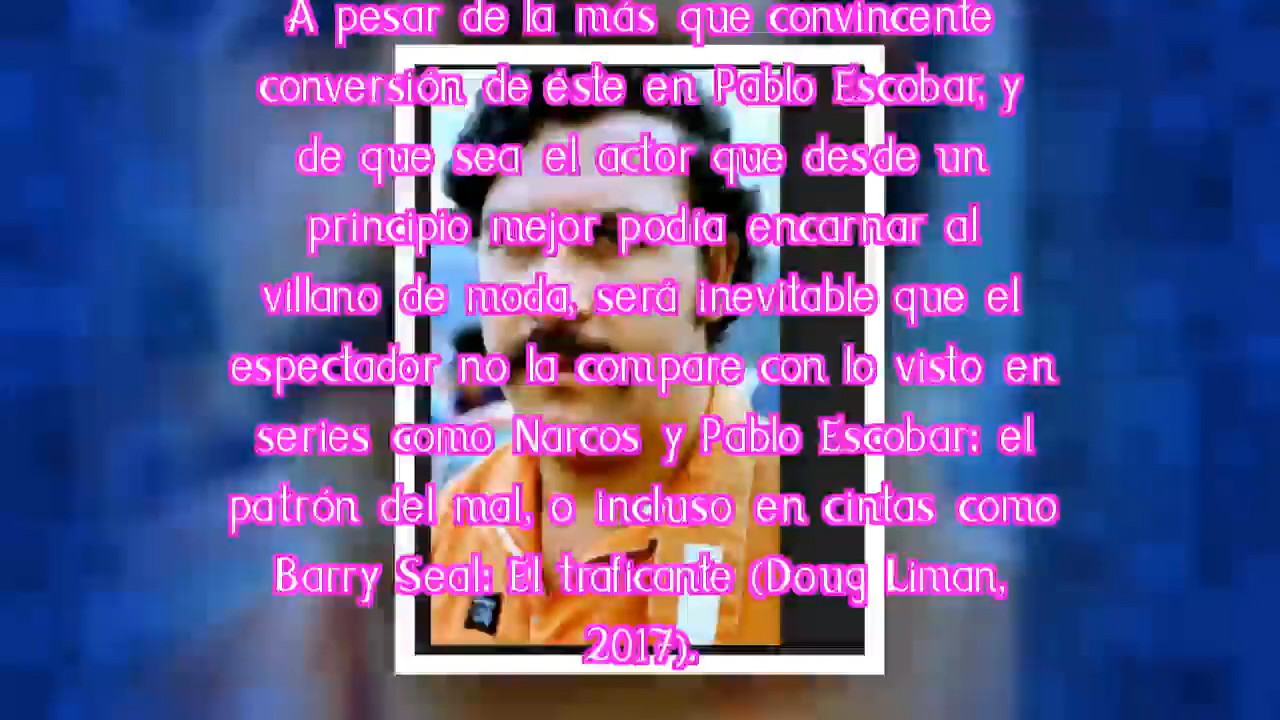 A pesar de la más que convincente
conversión de éste en Pablo Escobar, y
de que sea el actor que desde un
principio mejor podía encarnar al
villano de moda, será inevitable que el
espectador no la compare con lo visto en
series como Narcos y Pablo Escobar: el
patrón del mal, o incluso en cintas como
Barry Seal: El traficante (Doug Liman,
2017).